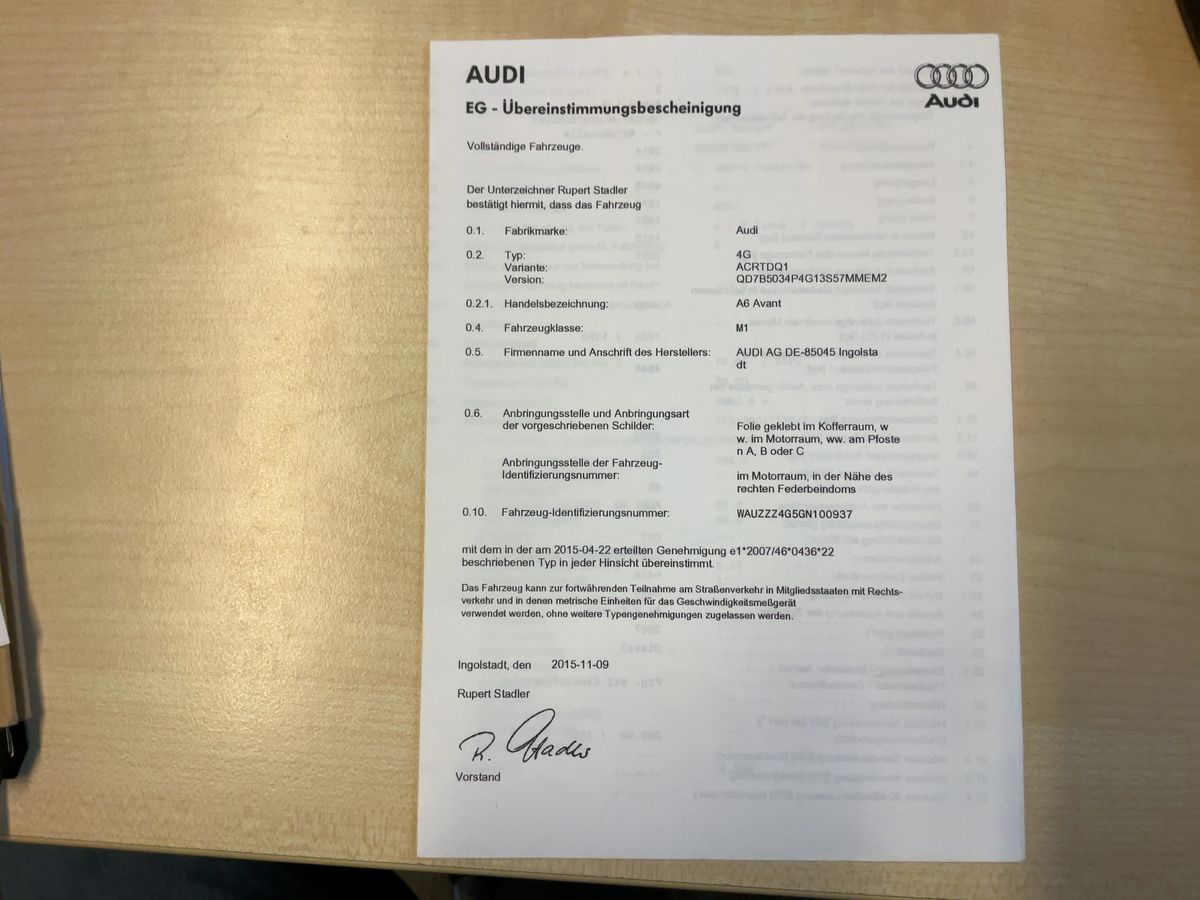 AUDI
Audi
EG - Übereinstimmungsbescheinigung
Vollständige Fahrzeuge.
Der Unterzeichner Rupert Stadler
bestätigt hiermit, dass das Fahrzeug
0.1. Fabrikmarke: Audi
0.2. Typ: 4G
Variante: ACRTDQ1
Version: QD7B5034P4G13S57MMEM2
0.2.1. Handelsbezeichnung: A6 Avant
0.4. Fahrzeugklasse: M1
0.5. Firmenname und Anschrift des Herstellers: AUDI AG DE-85045 Ingolsta
dt
0.6. Anbringungsstelle und Anbringungsart
der vorgeschriebenen Schilder: Folie geklebt im Kofferraum, w
w. im Motorraum, ww. am Pfoste
n A, B oder C
Anbringungsstelle der Fahrzeug-
Identifizierungsnummer: im Motorraum, in der Nähe des
rechten Federbeindoms
0.10. Fahrzeug-Identifizierungsnummer: WAUZZZ4G5GN100937
mit dem in der am 2015-04-22 erteilten Genehmigung e1*2007/46*0436*22
beschriebenen Typ in jeder Hinsicht übereinstimmt.
Das Fahrzeug kann zur fortwährenden Teilnahme am Straßenverkehr in Mitgliedsstaaten mit Rechts-
verkehr und in denen metrische Einheiten für das Geschwindigkeitsmeßgerät
verwendet werden, ohne weitere Typengenehmigungen zugelassen werden.
Ingolstadt, den 2015-11-09
Rupert Stadler
R. Stadler
Vorstand